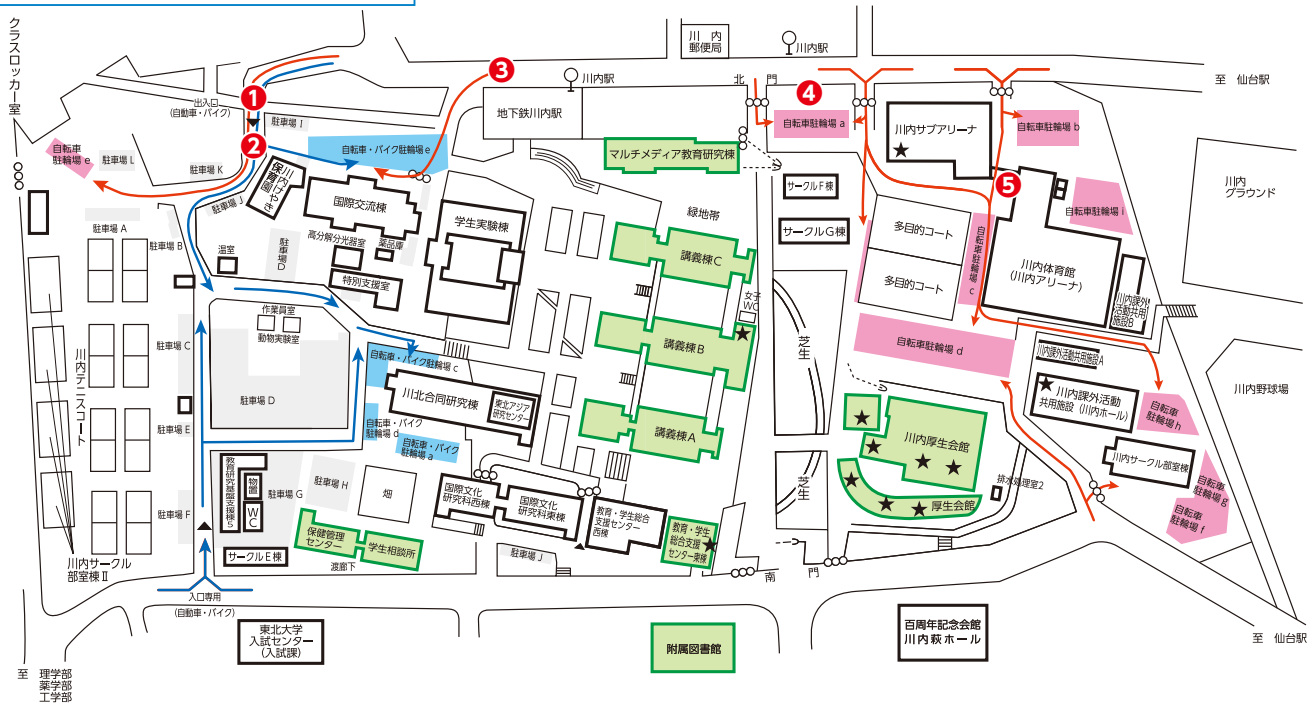 クラスロッカー室
川内
郵便局
川内駅
至 仙台駅
3
川内駅
北 門
4
1
出入口
(自動車・バイク)
駐車場 I
地下鉄川内駅
自転車駐輪場 a
川内サブアリーナ
★
自転車駐輪場 b
2
自転車
駐輪場 e
駐車場 L
駐車場 K
自転車・バイク駐輪場 e
マルチメディア教育研究棟
川内けやき
保育園
国際交流棟
サークルF棟
5
川内
グラウンド
駐車場 J
学生実験棟
緑地帯
自転車駐輪場 i
駐車場 A
駐車場 B
温室
駐車場 D
高分解分光器室
薬品庫
特別支援室
講義棟C
サークルG棟
多目的コート
多目的コート
自転車駐輪場 c
川内体育館
(川内アリーナ)
川内課外
活動共用
施設B
作業員室
動物実験室
女子
WC
★
駐車場 C
川内テニスコート
自転車・バイク駐輪場 c
講義棟B
芝生
自転車駐輪場 d
川内課外活動共用施設A
駐車場 D
川北合同研究棟
東北アジア
研究センター
★
川内課外活動
共用施設(川内ホール)
川内野球場
駐車場 E
自転車・バイク
駐輪場 d
自転車・バイク
駐輪場 a
講義棟A
★
川内厚生会館
★ ★ ★
自転車
駐輪場 h
川内サークル部室棟
教育研究基盤支援棟5
物置
WC
駐車場 G
駐車場 H
畑
国際文化
研究科西棟
国際文化
研究科東棟
芝生
排水処理室2
★ ★ ★
厚生会館
自転車
駐輪場 g
自転車
駐輪場 f
駐車場 F
保健管理
センター
学生相談所
教育・学生総合
支援センター
西棟
教育・学生
総合支援
センター東棟
★
サークルE棟
渡廊下
駐車場 J
川内サークル
部室棟Ⅱ
南 門
入口専用
(自動車・バイク)
東北大学
入試センター
(入試課)
附属図書館
百周年記念会館
川内萩ホール
至 仙台駅
至 理学部
薬学部
工学部